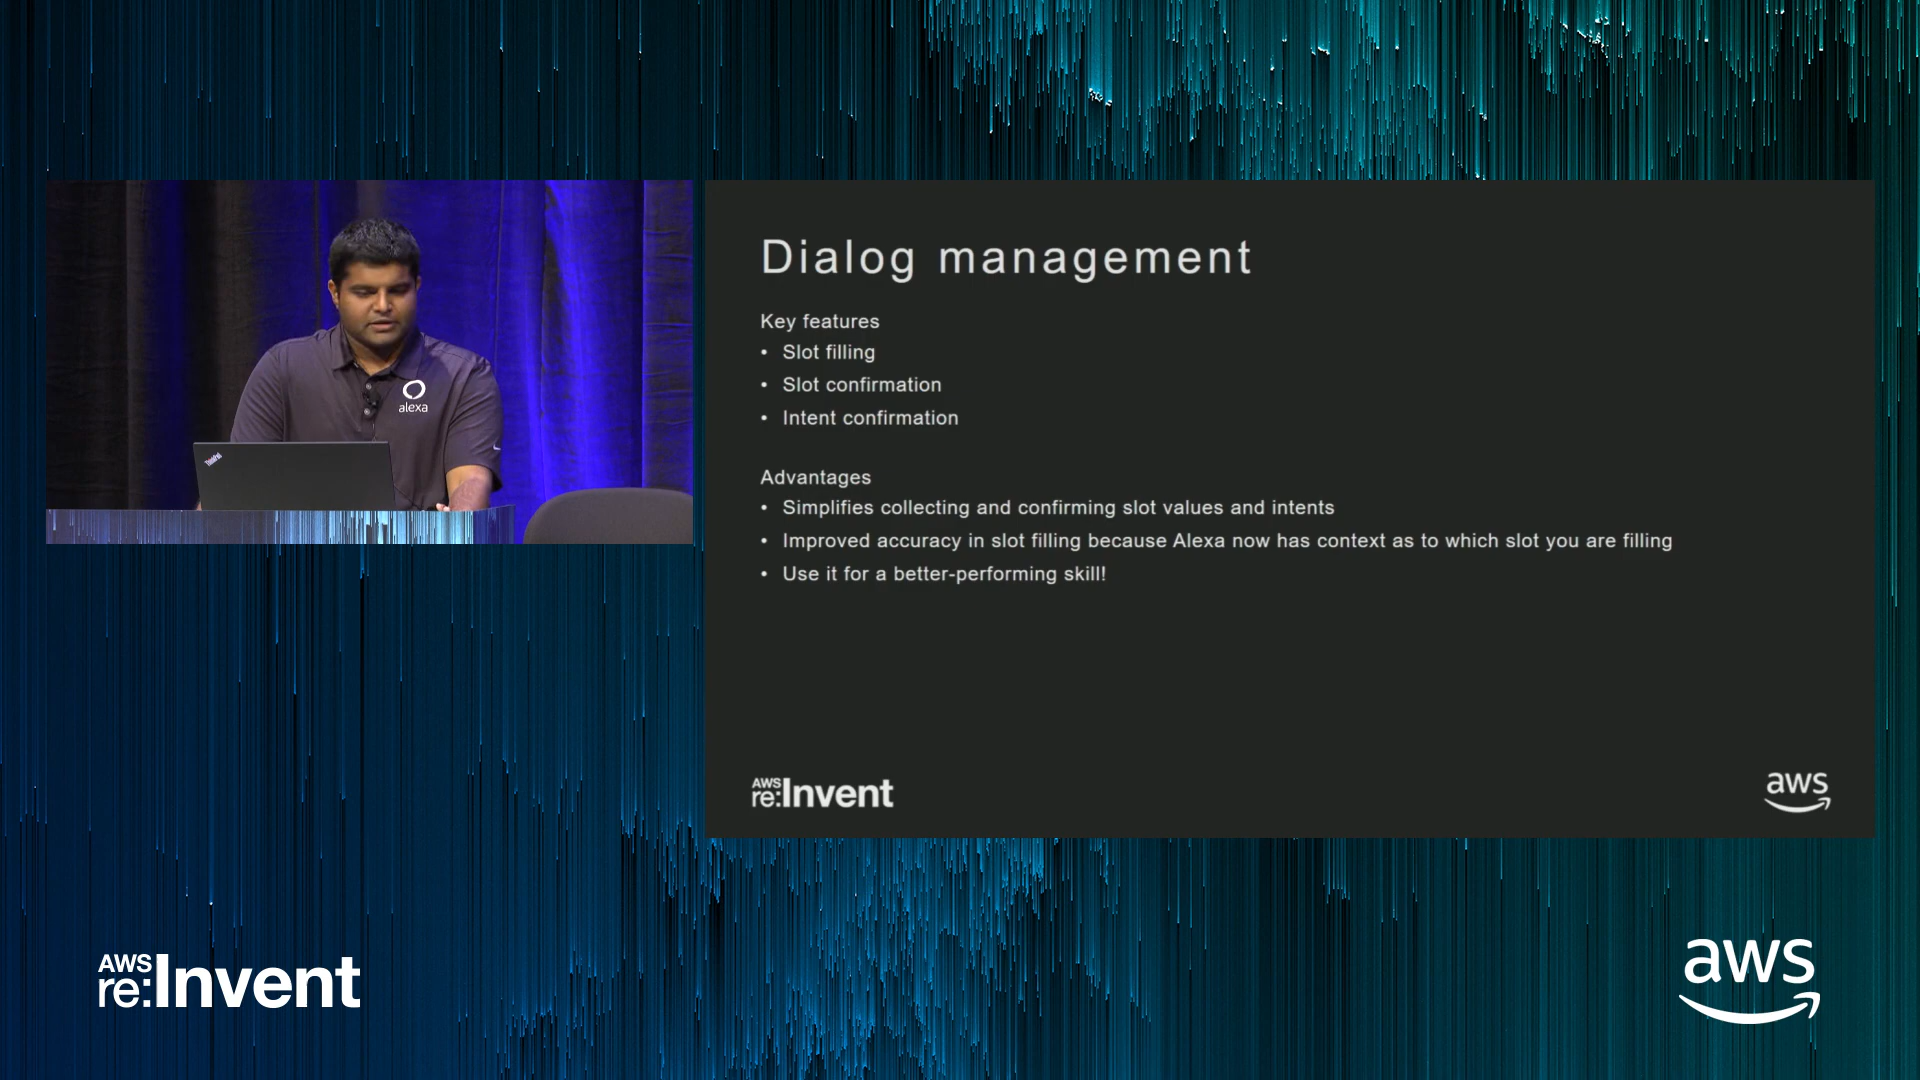 alexa
ThinkPad
Dialog management
Key features
• Slot filling
• Slot confirmation
• Intent confirmation
Advantages
• Simplifies collecting and confirming slot values and intents
• Improved accuracy in slot filling because Alexa now has context as to which slot you are filling
• Use it for a better-performing skill!
AWS
re:Invent
aws
AWS
re:Invent
aws